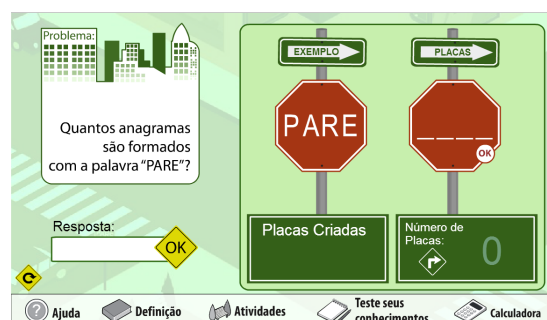 Problema:
Quantos anagramas
são formados
com a palavra "PARE"?
Resposta:
OK
EXEMPLO
PARE
Placas Criadas
PLACAS
OK
Número de
Placas:
0
Ajuda
Definição
Atividades
Teste seus
conhecimentos
Calculadora